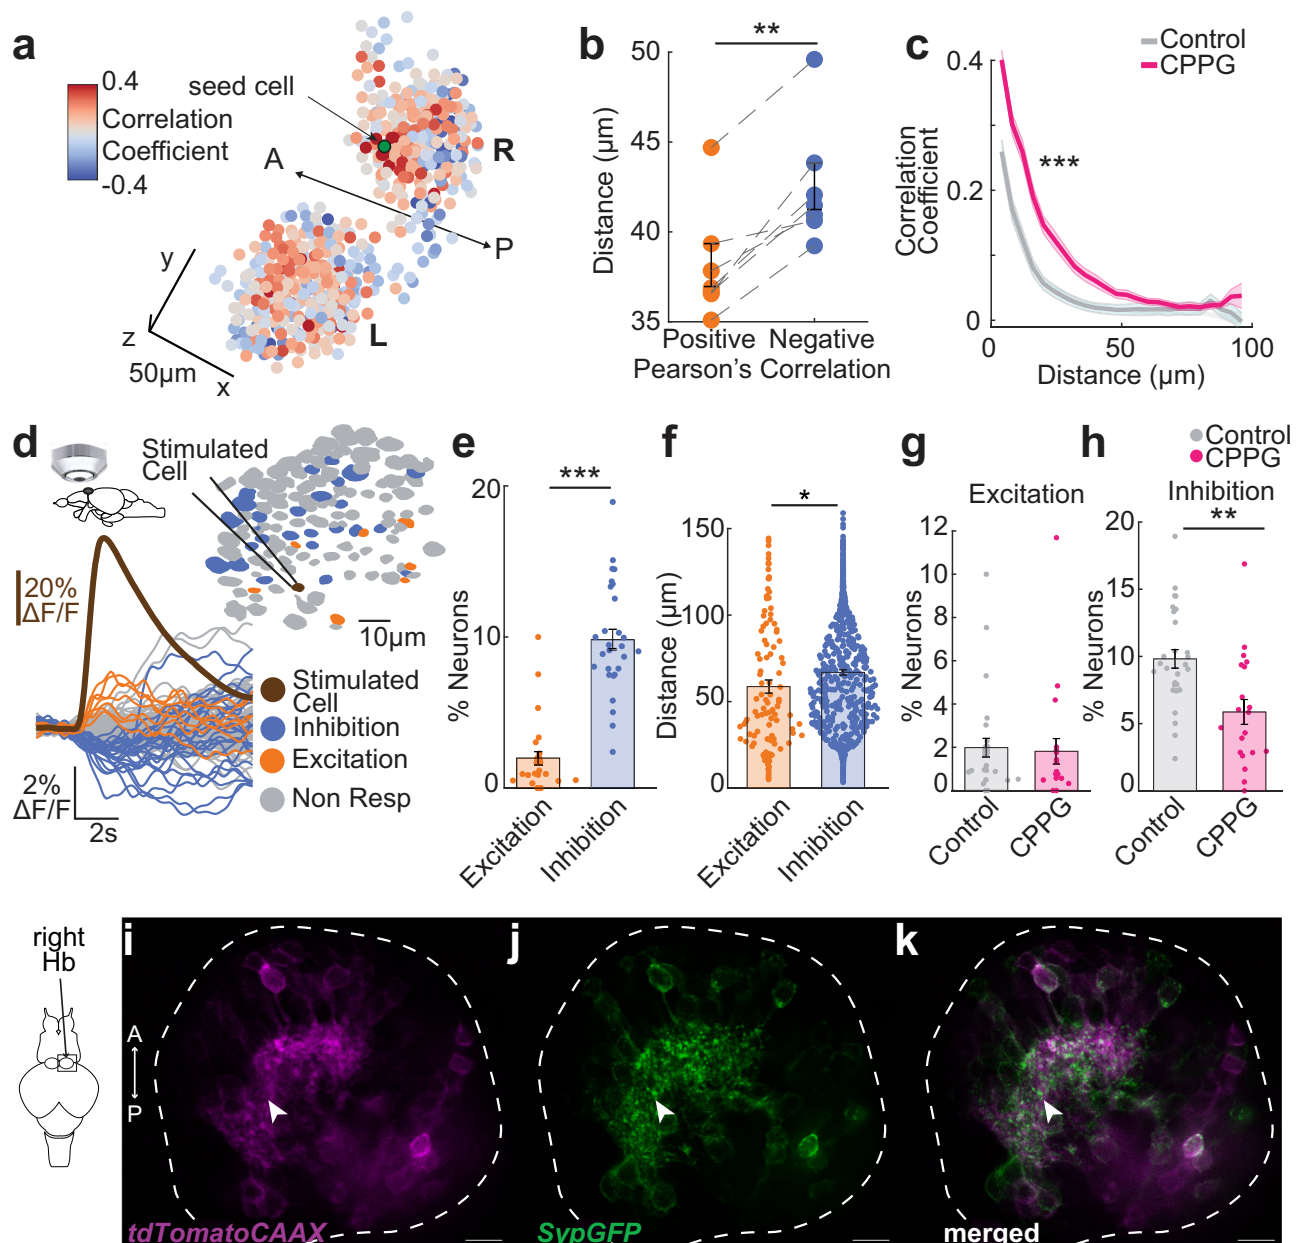 a
0.4
Correlation
Coefficient
-0.4
seed cell
A
R
P
L
y
z
x
50µm
b
**
50
45
40
35
Distance (µm)
Positive Negative
Pearson's Correlation
c
Control
CPPG
0.4
0.2
0
Correlation
Coefficient
***
0 50 100
Distance (µm)
d
Stimulated
Cell
20%
ΔF/F
10µm
2%
ΔF/F
2s
Stimulated
Cell
Inhibition
Excitation
Non Resp
e
***
20
10
0
% Neurons
Excitation
Inhibition
f
*
150
100
50
0
Distance (µm)
Excitation
Inhibition
g
Excitation
12
10
8
6
4
2
0
% Neurons
Control
CPPG
h
Control
CPPG
Inhibition
**
20
15
10
5
0
% Neurons
Control
CPPG
right
Hb
A
P
i
tdTomatoCAAX
j
SypGFP
k
merged